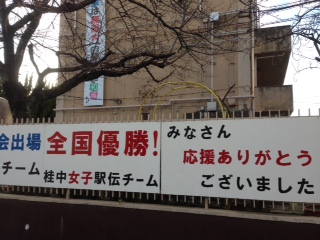 会出場
チーム
全国優勝!
桂中女子駅伝チーム
みなさん
応援ありがとう
ございました